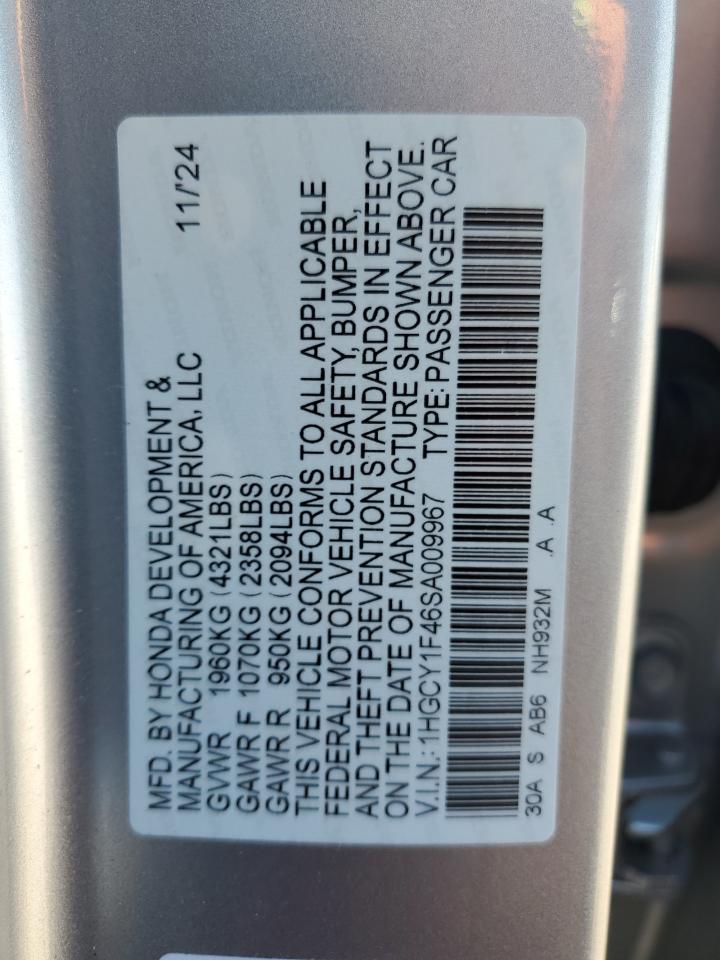 MFD. BY HONDA DEVELOPMENT &
MANUFACTURING OF AMERICA, LLC 11/'24
GVWR 1960KG (4321LBS)
GAWR F 1070KG (2358LBS)
GAWR R 950KG (2094LBS)
THIS VEHICLE CONFORMS TO ALL APPLICABLE
FEDERAL MOTOR VEHICLE SAFETY, BUMPER,
AND THEFT PREVENTION STANDARDS IN EFFECT
ON THE DATE OF MANUFACTURE SHOWN ABOVE.
V.I.N.: 1HGCY1F46SA009967 TYPE: PASSENGER CAR
30A S AB6 NH932M .A .A